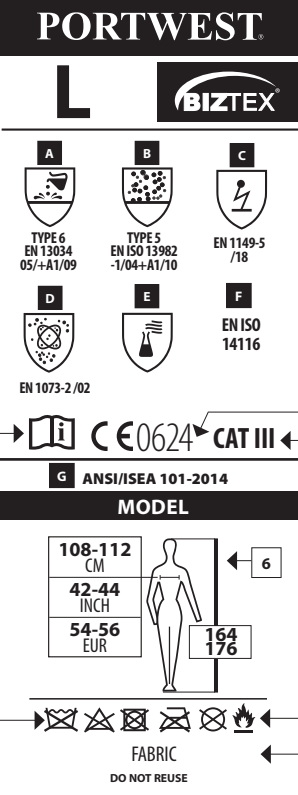 PORTWEST®
L
BIZTEX®
A
B
C
TYPE 6
EN 13034
05/+A1/09
TYPE 5
EN ISO 13982
-1/04+A1/10
EN 1149-5
/18
D
E
F
EN ISO
14116
EN 1073-2 /02
i
CE0624
CAT III
G ANSI/ISEA 101-2014
MODEL
108-112
CM
42-44
INCH
54-56
EUR
6
164
176
FABRIC
DO NOT REUSE